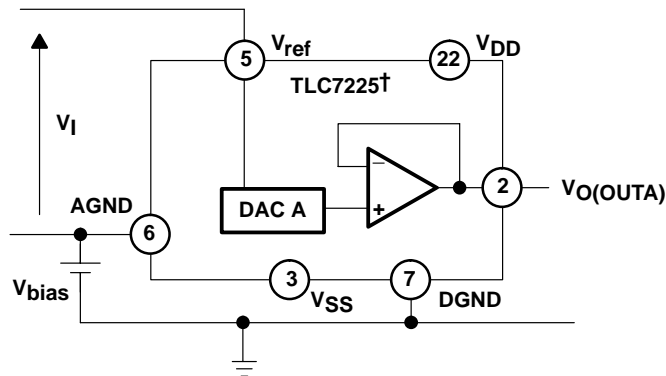 Vref
VDD
5
22
TLC7225†
VI
–
DAC A
+
2
VO(OUTA)
AGND
6
3
7
Vbias
VSS
DGND